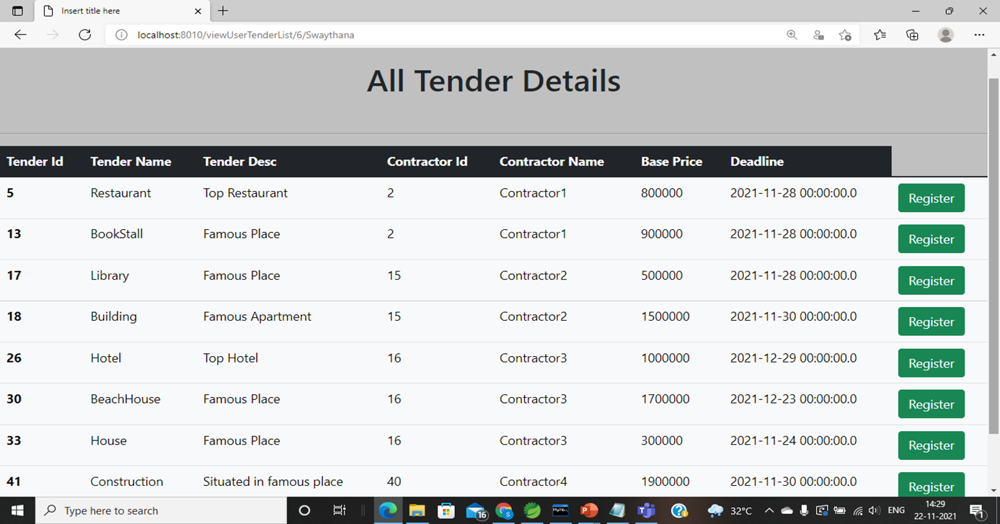 Insert title here
localhost:8010/viewUserTenderList/6/Swaythana
All Tender Details
Tender Id Tender Name Tender Desc Contractor Id Contractor Name Base Price Deadline
5 Restaurant Top Restaurant 2 Contractor1 800000 2021-11-28 00:00:00.0 Register
13 BookStall Famous Place 2 Contractor1 900000 2021-11-28 00:00:00.0 Register
17 Library Famous Place 15 Contractor2 500000 2021-11-28 00:00:00.0 Register
18 Building Famous Apartment 15 Contractor2 1500000 2021-11-30 00:00:00.0 Register
26 Hotel Top Hotel 16 Contractor3 1000000 2021-12-29 00:00:00.0 Register
30 BeachHouse Famous Place 16 Contractor3 1700000 2021-12-23 00:00:00.0 Register
33 House Famous Place 16 Contractor3 300000 2021-11-24 00:00:00.0 Register
41 Construction Situated in famous place 40 Contractor4 1900000 2021-11-30 00:00:00.0 Register
Type here to search 16 S MySQL P T 32°C ENG 14:29 1
22-11-2021